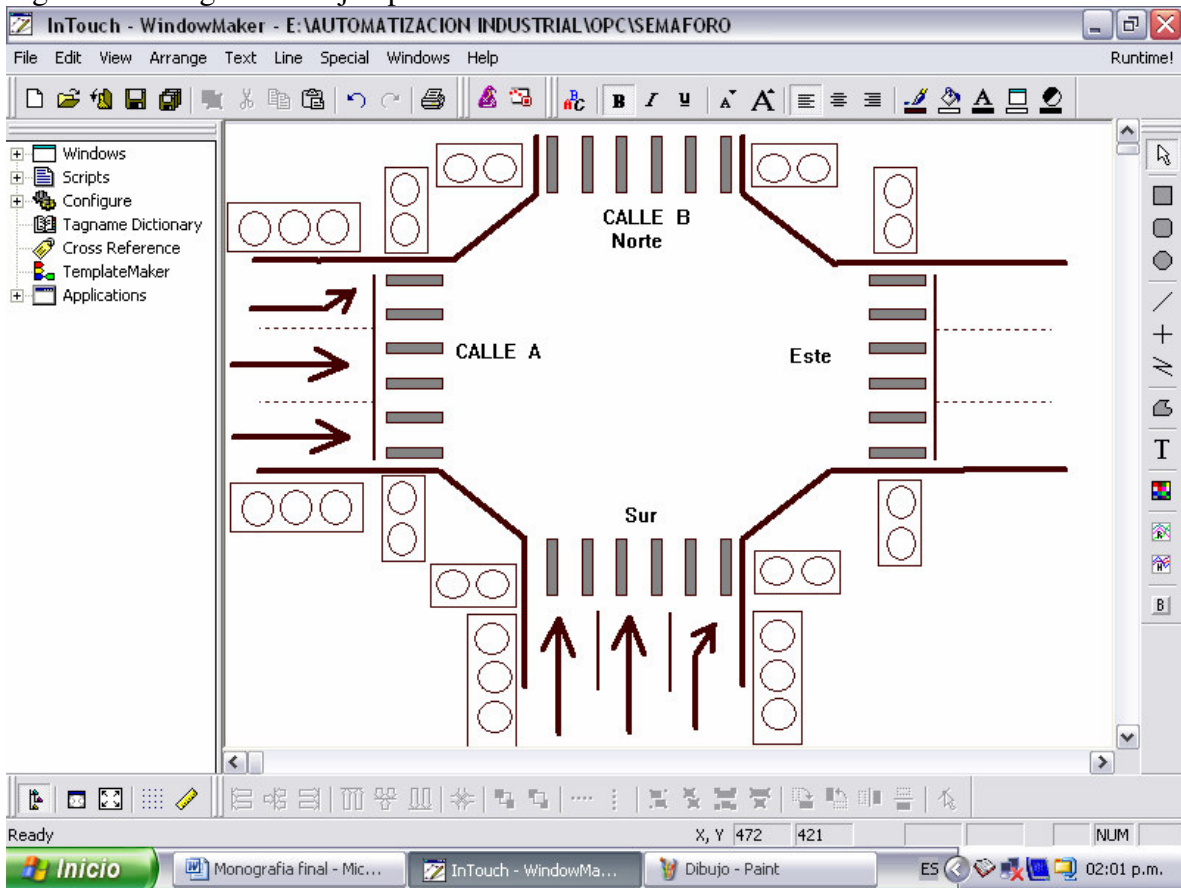 InTouch - WindowMaker - E:\AUTOMATIZACION INDUSTRIAL\OPC\SEMAFORO
File Edit View Arrange Text Line Special Windows Help Runtime!
Windows
Scripts
Configure
Tagname Dictionary
Cross Reference
TemplateMaker
Applications
CALLE B
Norte
CALLE A
Este
Sur
Ready X, Y 472 421 NUM
Inicio Monografia final - Mic... InTouch - WindowMa... Dibujo - Paint ES 02:01 p.m.